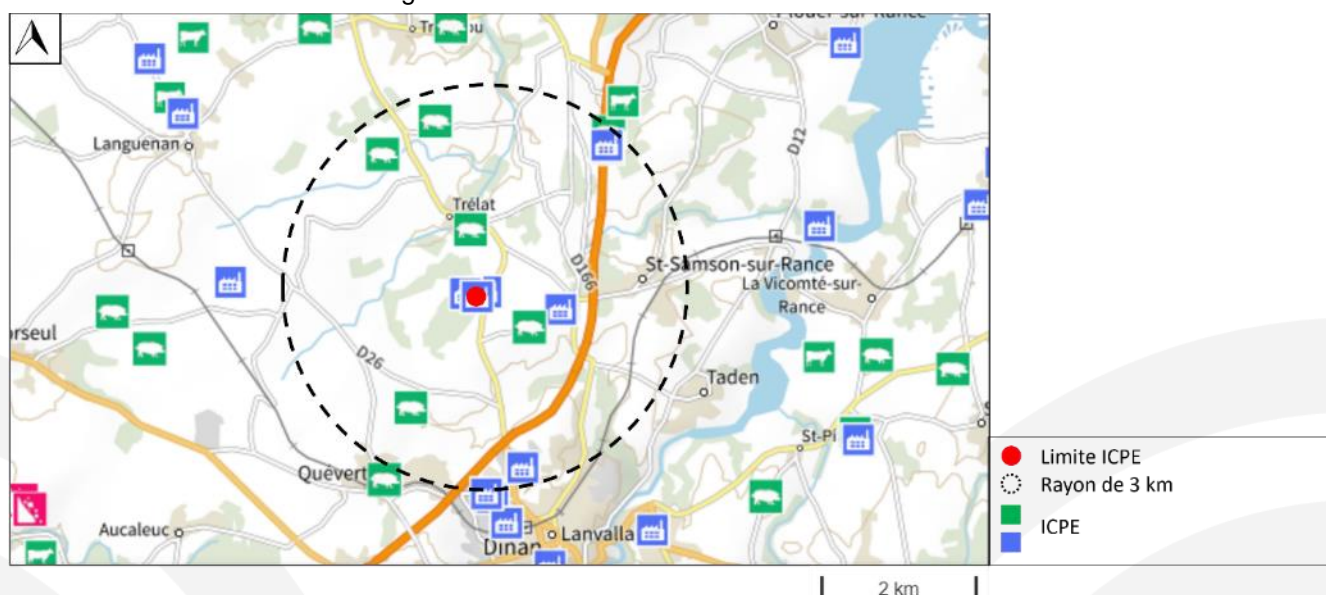 Languenan
Trélat
D12
D166
St-Samson-sur-Rance
La Vicomté-sur-
Rance
D26
Taden
St-Pi
Quévert
Aucaleuc
Lanvalla
Dinan
Limite ICPE
Rayon de 3 km
ICPE
2 km